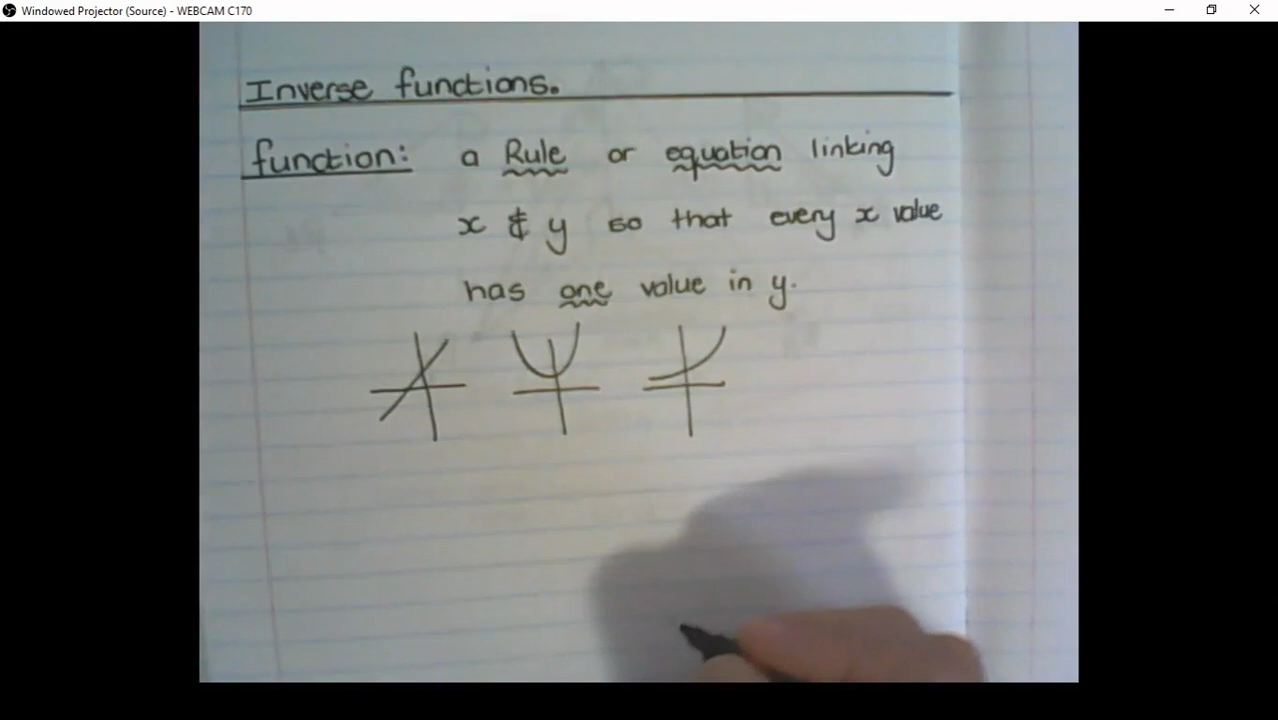 Windowed Projector (Source) - WEBCAM C170
Inverse functions.
function: a Rule or equation linking
x & y so that every x value
has one value in y.